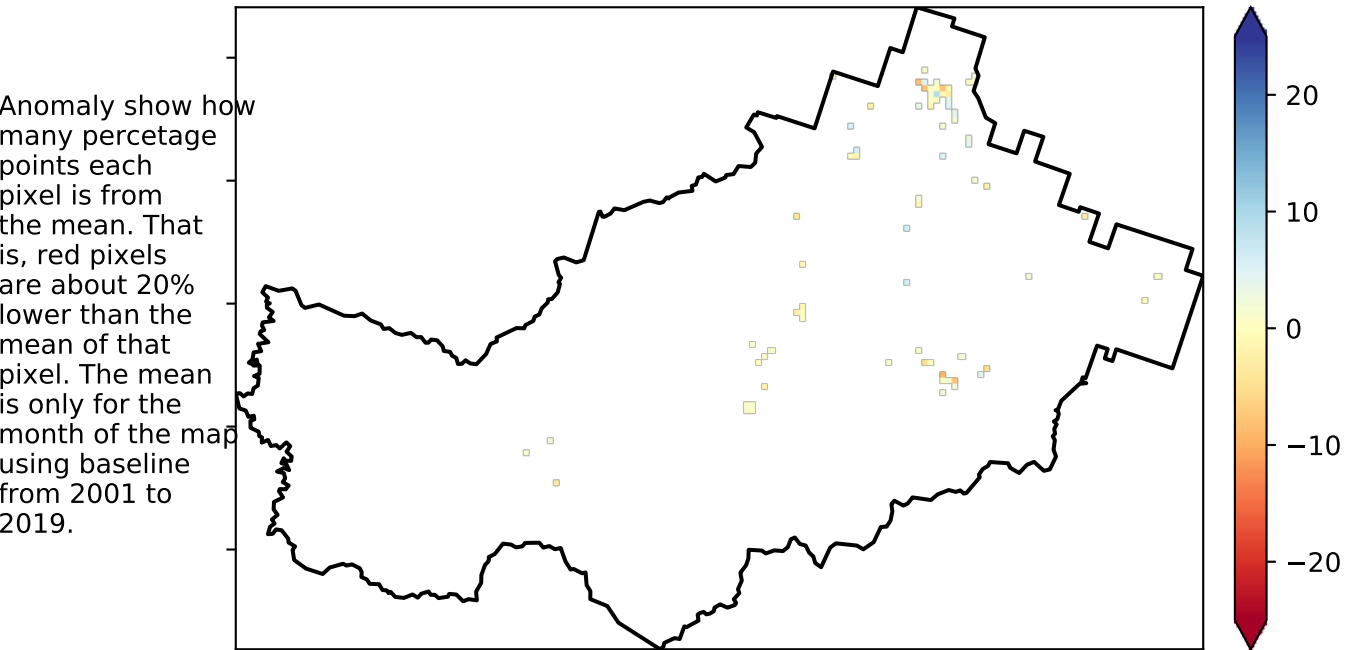 Anomaly show how
many percetage
points each
pixel is from
the mean. That
is, red pixels
are about 20%
lower than the
mean of that
pixel. The mean
is only for the
month of the map
using baseline
from 2001 to
2019.
20
10
0
−10
−20